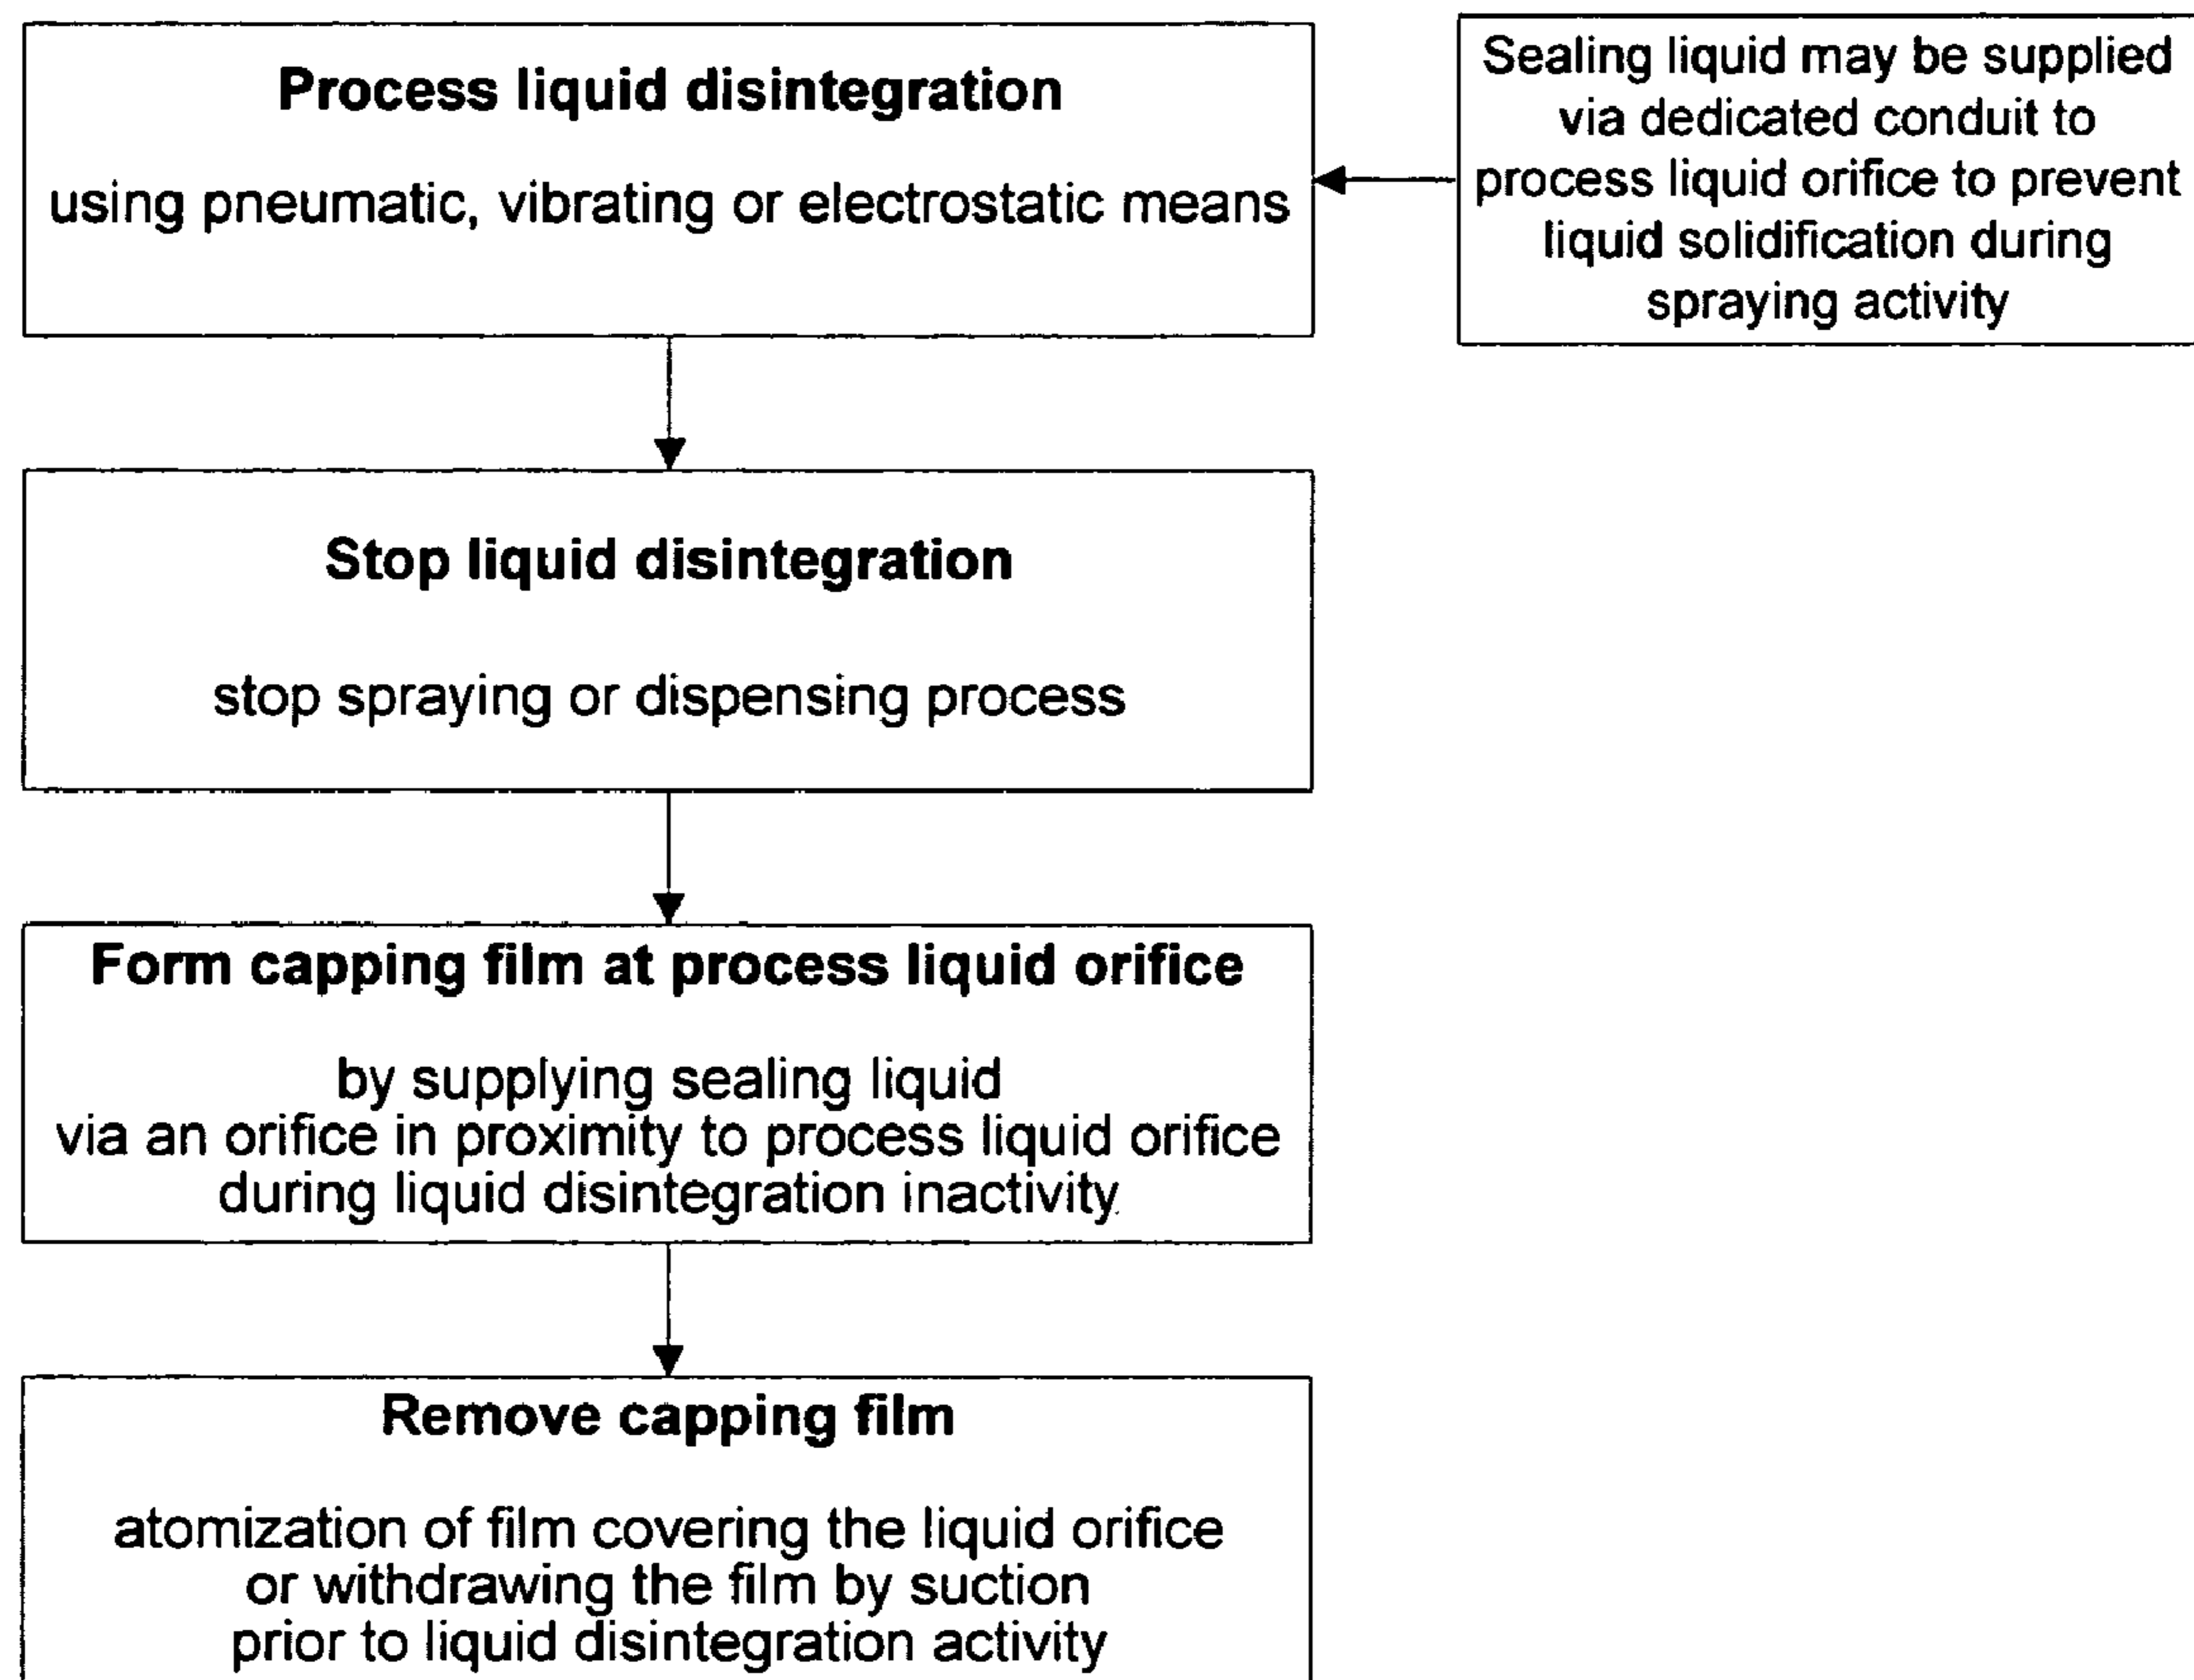 Process liquid disintegration
using pneumatic, vibrating or electrostatic means
Sealing liquid may be supplied
via dedicated conduit to
process liquid orifice to prevent
liquid solidification during
spraying activity
Stop liquid disintegration
stop spraying or dispensing process
Form capping film at process liquid orifice
by supplying sealing liquid
via an orifice in proximity to process liquid orifice
during liquid disintegration inactivity
Remove capping film
atomization of film covering the liquid orifice
or withdrawing the film by suction
prior to liquid disintegration activity